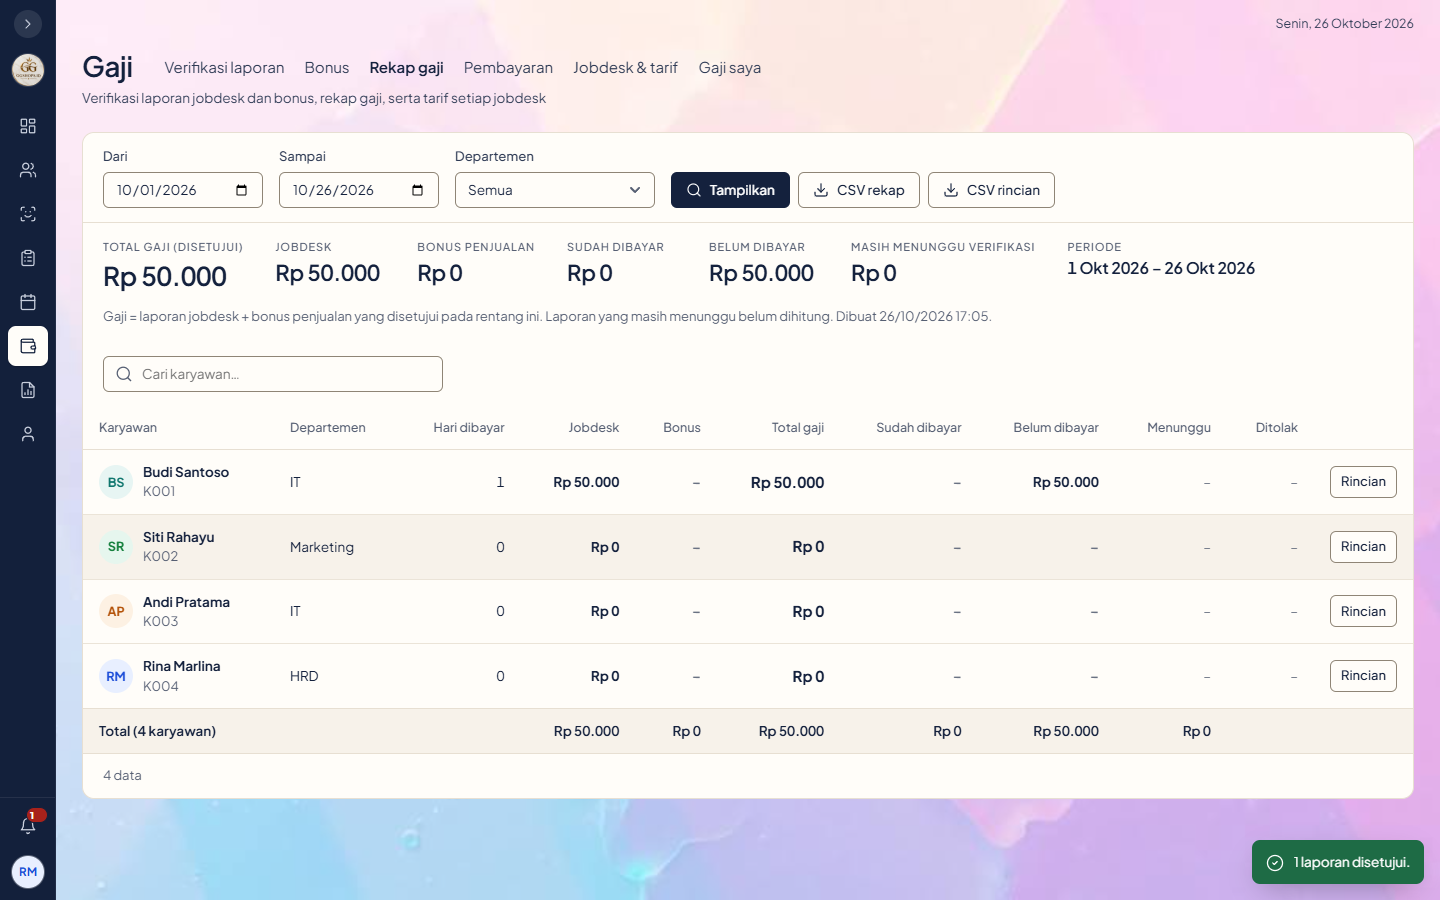 Senin, 26 Oktober 2026
Gaji
Verifikasi laporan
Bonus
Rekap gaji
Pembayaran
Jobdesk & tarif
Gaji saya
Verifikasi laporan jobdesk dan bonus, rekap gaji, serta tarif setiap jobdesk
Dari
Sampai
Departemen
10/01/2026
10/26/2026
Semua
Tampilkan
CSV rekap
CSV rincian
TOTAL GAJI (DISETUJUI)
Rp 50.000
JOBDESK
Rp 50.000
BONUS PENJUALAN
Rp 0
SUDAH DIBAYAR
Rp 0
BELUM DIBAYAR
Rp 50.000
MASIH MENUNGGU VERIFIKASI
Rp 0
PERIODE
1 Okt 2026 – 26 Okt 2026
Gaji = laporan jobdesk + bonus penjualan yang disetujui pada rentang ini. Laporan yang masih menunggu belum dihitung. Dibuat 26/10/2026 17:05.
Cari karyawan...
Karyawan Departemen Hari dibayar Jobdesk Bonus Total gaji Sudah dibayar Belum dibayar Menunggu Ditolak
BS Budi Santoso K001 IT 1 Rp 50.000 – Rp 50.000 – Rp 50.000 – – Rincian
SR Siti Rahayu K002 Marketing 0 Rp 0 – Rp 0 – – – – Rincian
AP Andi Pratama K003 IT 0 Rp 0 – Rp 0 – – – – Rincian
RM Rina Marlina K004 HRD 0 Rp 0 – Rp 0 – – – – Rincian
Total (4 karyawan) Rp 50.000 Rp 0 Rp 50.000 Rp 0 Rp 50.000 Rp 0
4 data
1
RM
1 laporan disetujui.